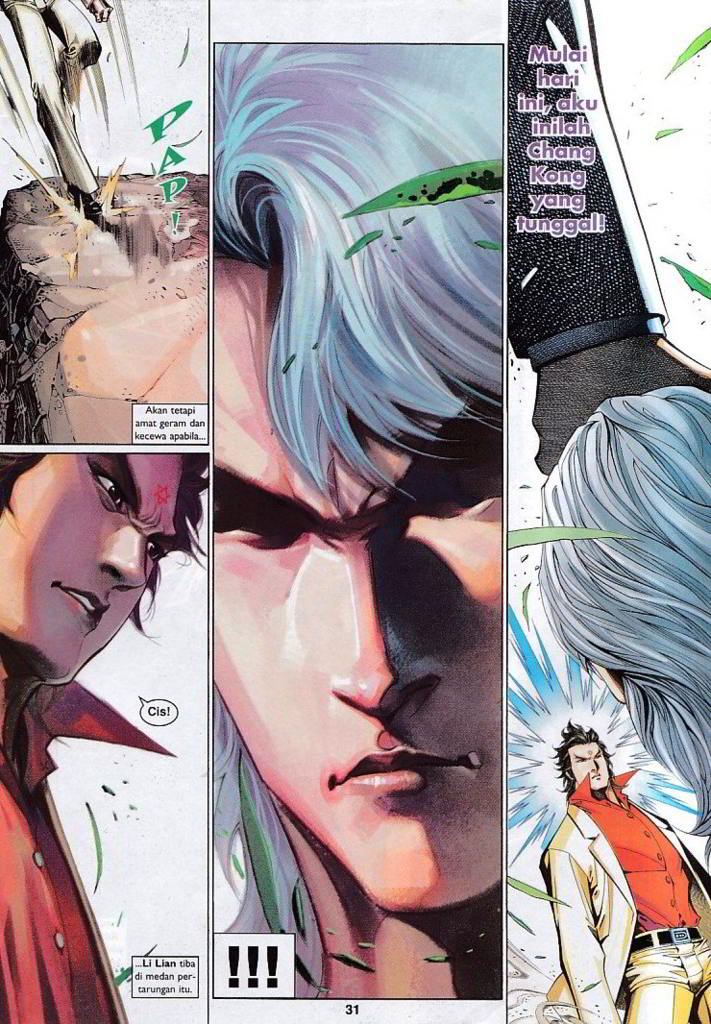 PAP!
Akan tetapi
amat geram dan
kecewa apabila...
Cis!
...Li Lian tiba
di medan per-
tarungan itu.
!!!
Mulai
hari
ini, aku
inilah
Chang
Kong
yang
tunggal!
31